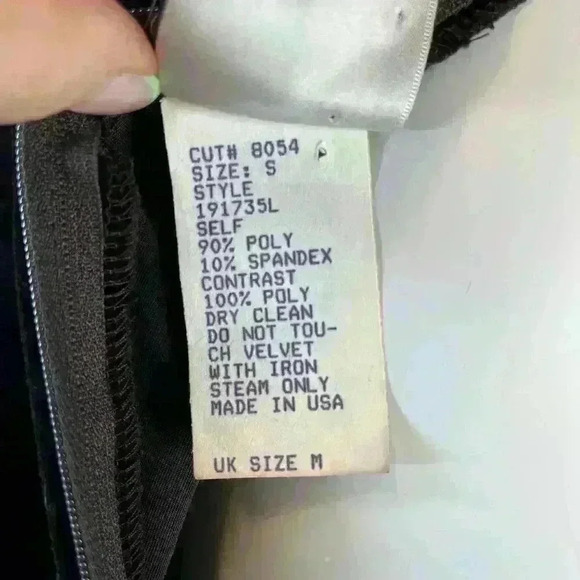 CUT# 8054
SIZE: S
STYLE
191735L
SELF
90% POLY
10% SPANDEX
CONTRAST
100% POLY
DRY CLEAN
DO NOT TOU-
CH VELVET
WITH IRON
STEAM ONLY
MADE IN USA
UK SIZE M